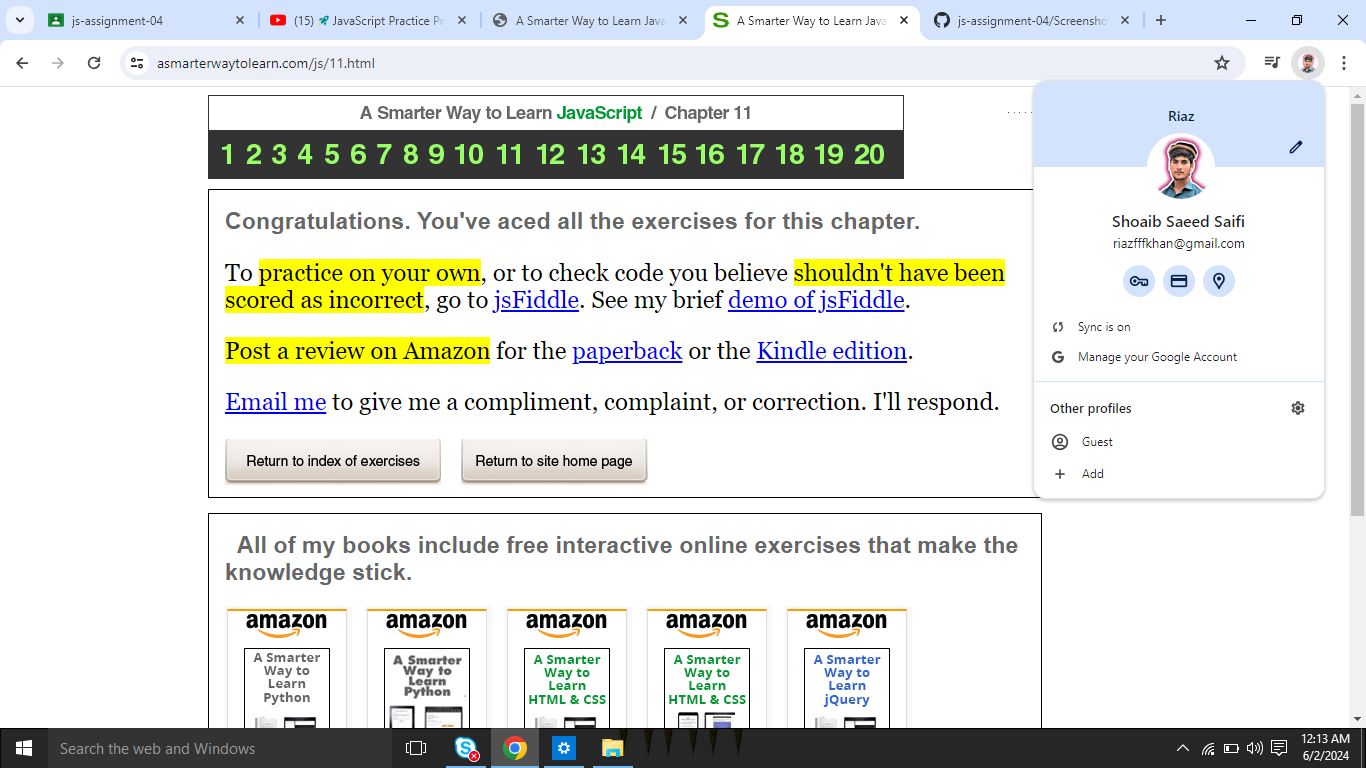 js-assignment-04
(15) 🚀 JavaScript Practice Pr
A Smarter Way to Learn Java
A Smarter Way to Learn Java
js-assignment-04/Screensho
asmarterwaytolearn.com/js/11.html
A Smarter Way to Learn JavaScript / Chapter 11
1 2 3 4 5 6 7 8 9 10 11 12 13 14 15 16 17 18 19 20
Congratulations. You've aced all the exercises for this chapter.
To practice on your own, or to check code you believe shouldn't have been
scored as incorrect, go to jsFiddle. See my brief demo of jsFiddle.
Post a review on Amazon for the paperback or the Kindle edition.
Email me to give me a compliment, complaint, or correction. I'll respond.
Return to index of exercises
Return to site home page
All of my books include free interactive online exercises that make the
knowledge stick.
amazon
A Smarter
Way to
Learn
Python
amazon
A Smarter
Way to
Learn
Python
amazon
A Smarter
Way to
Learn
HTML & CSS
amazon
A Smarter
Way to
Learn
HTML & CSS
amazon
A Smarter
Way to
Learn
jQuery
Riaz
Shoaib Saeed Saifi
riazfffkhan@gmail.com
Sync is on
Manage your Google Account
Other profiles
Guest
Add
Search the web and Windows
12:13 AM
6/2/2024